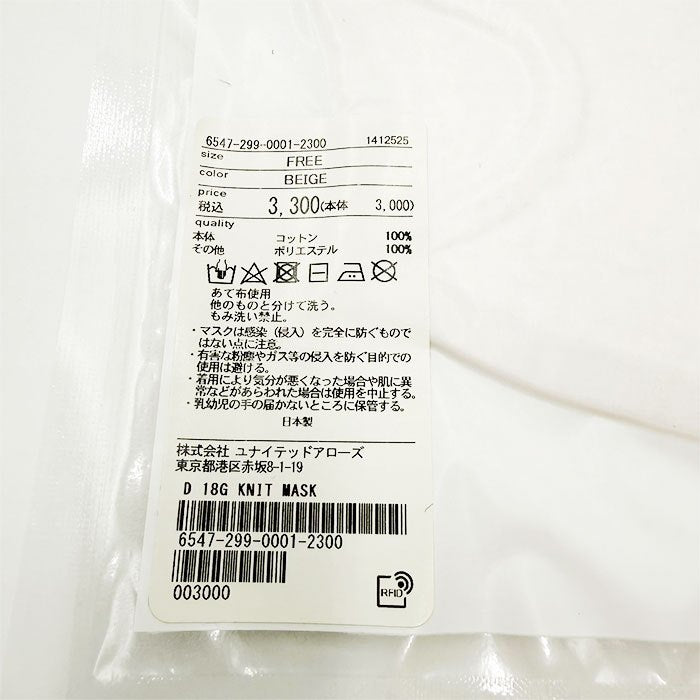 6547-299-0001-2300 1412525
size FREE
color BEIGE
price
税込 3,300(本体 3,000)
quality
本体 コットン 100%
その他 ポリエステル 100%
あて布使用
他のものと分けて洗う。
もみ洗い禁止。
・マスクは感染（侵入）を完全に防ぐもので
はない点に注意。
・有害な粉塵やガス等の侵入を防ぐ目的での
使用は避ける。
・着用により気分が悪くなった場合や肌に異
常などがあらわれた場合は使用を中止する。
・乳幼児の手の届かないところに保管する。
日本製
株式会社 ユナイテッドアローズ
東京都港区赤坂8-1-19
D 18G KNIT MASK
6547-299-0001-2300
003000
RFID